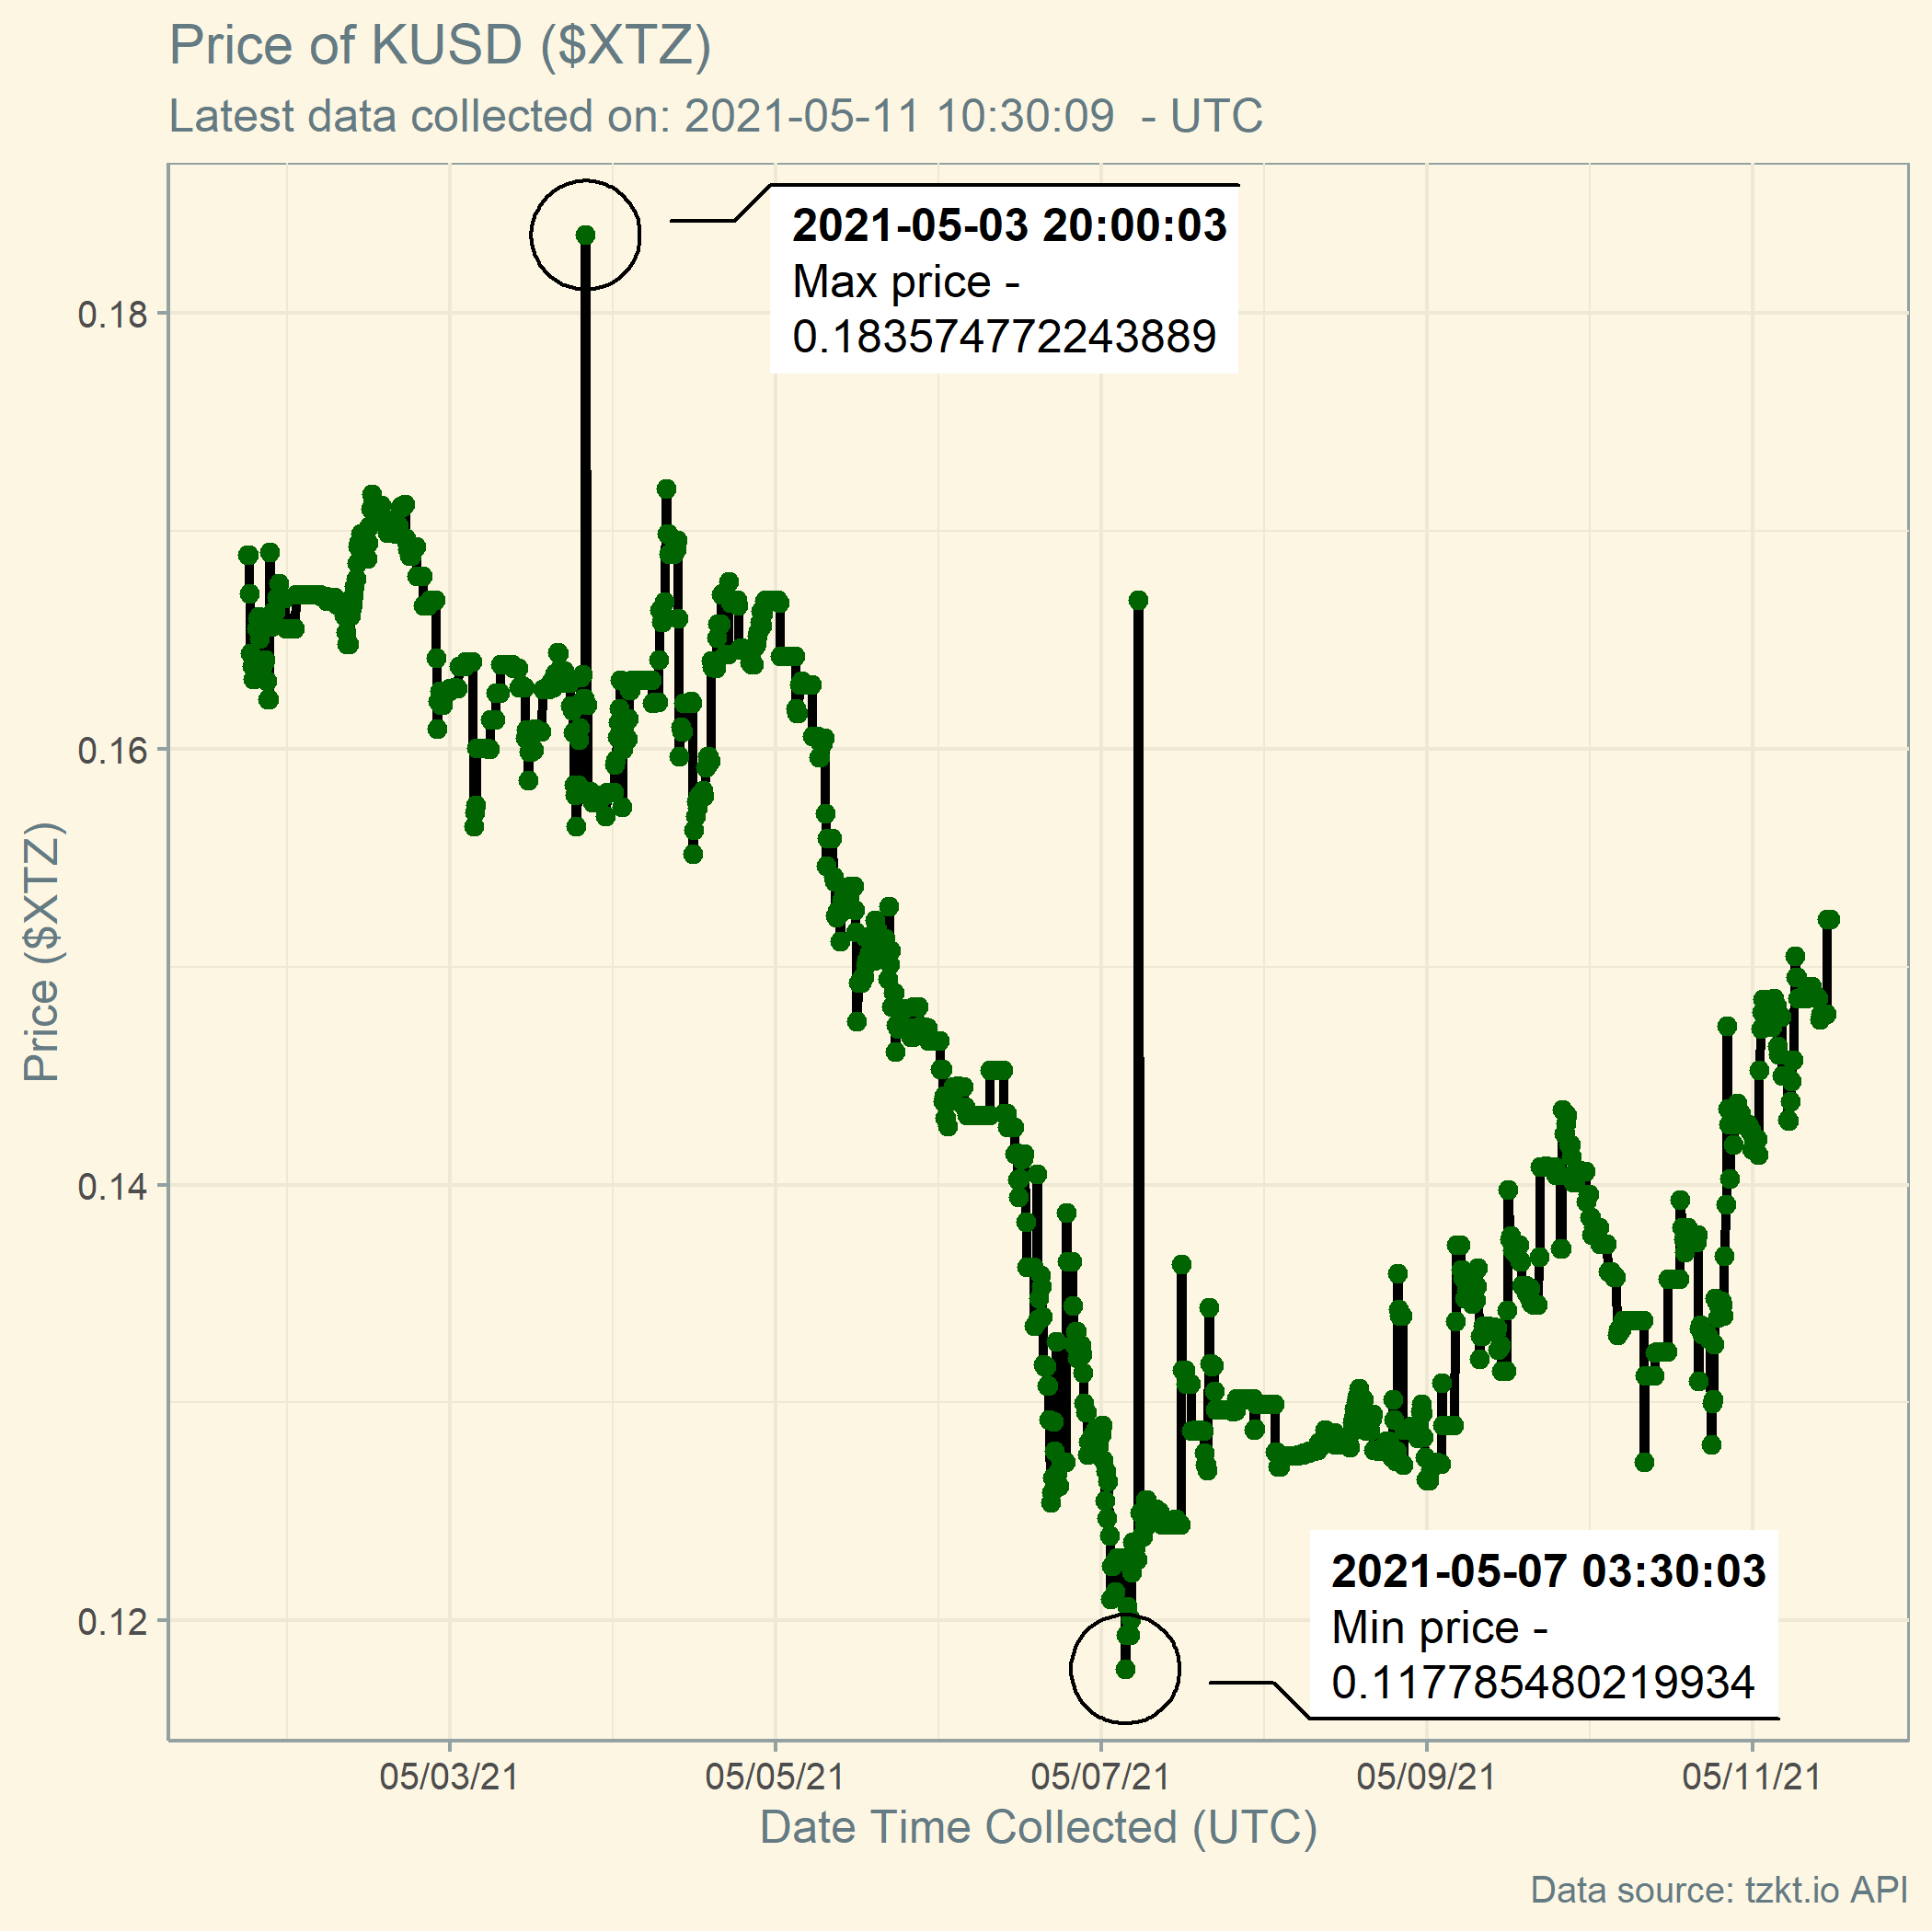 Price of KUSD ($XTZ)
Latest data collected on: 2021-05-11 10:30:09  - UTC
2021-05-03 20:00:03
Max price -
0.183574772243889
0.18
0.16
0.14
0.12
Price ($XTZ)
2021-05-07 03:30:03
Min price -
0.117785480219934
05/03/21
05/05/21
05/07/21
05/09/21
05/11/21
Date Time Collected (UTC)
Data source: tzkt.io API